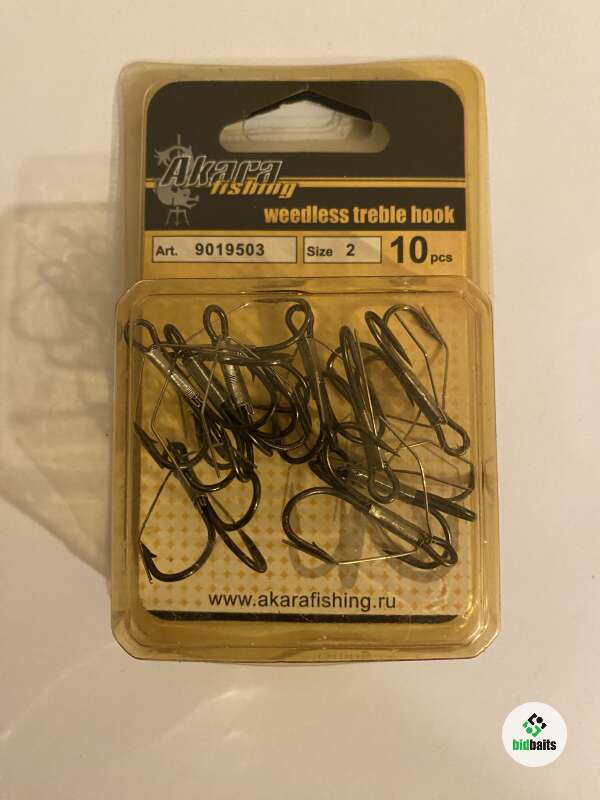 Akara
fishing
weedless treble hook
Art. 9019503 Size 2 10 pcs
www.akarafishing.ru
bidbaits